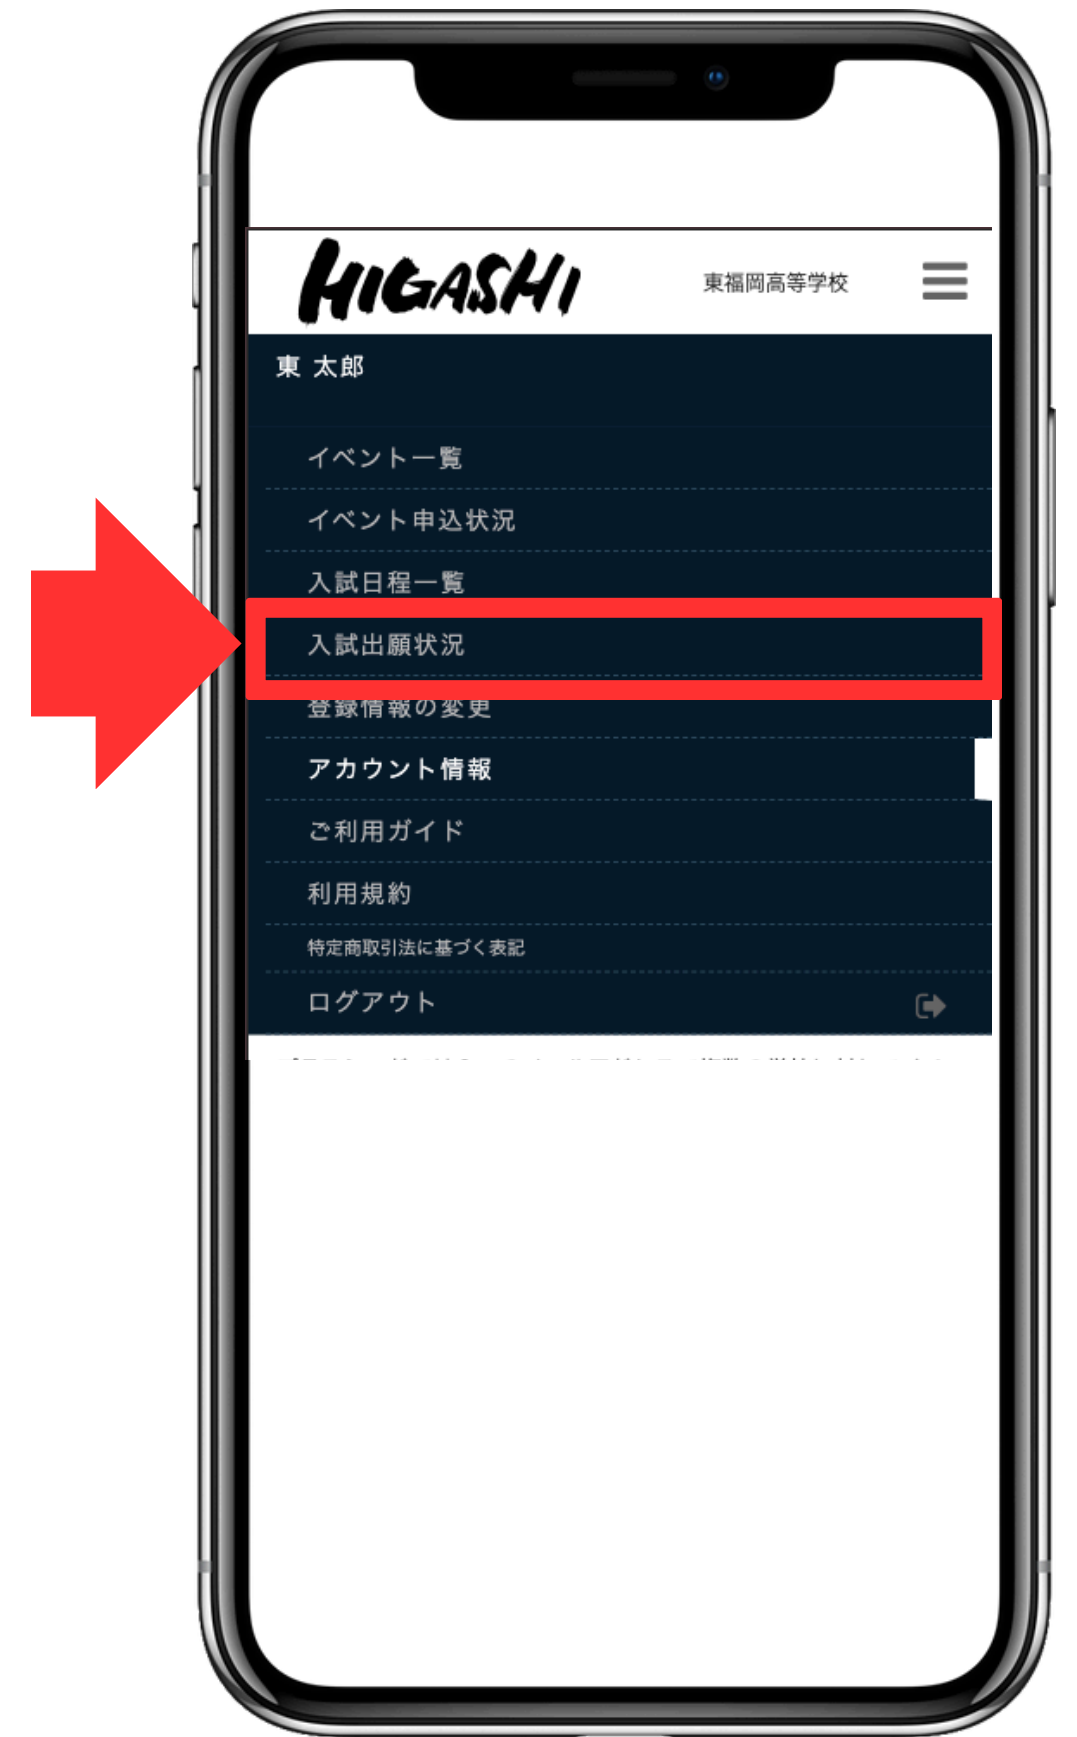 HIGASHI
東福岡高等学校
東 太郎
イベント一覧
イベント申込状況
入試日程一覧
入試出願状況
登録情報の変更
アカウント情報
ご利用ガイド
利用規約
特定商取引法に基づく表記
ログアウト